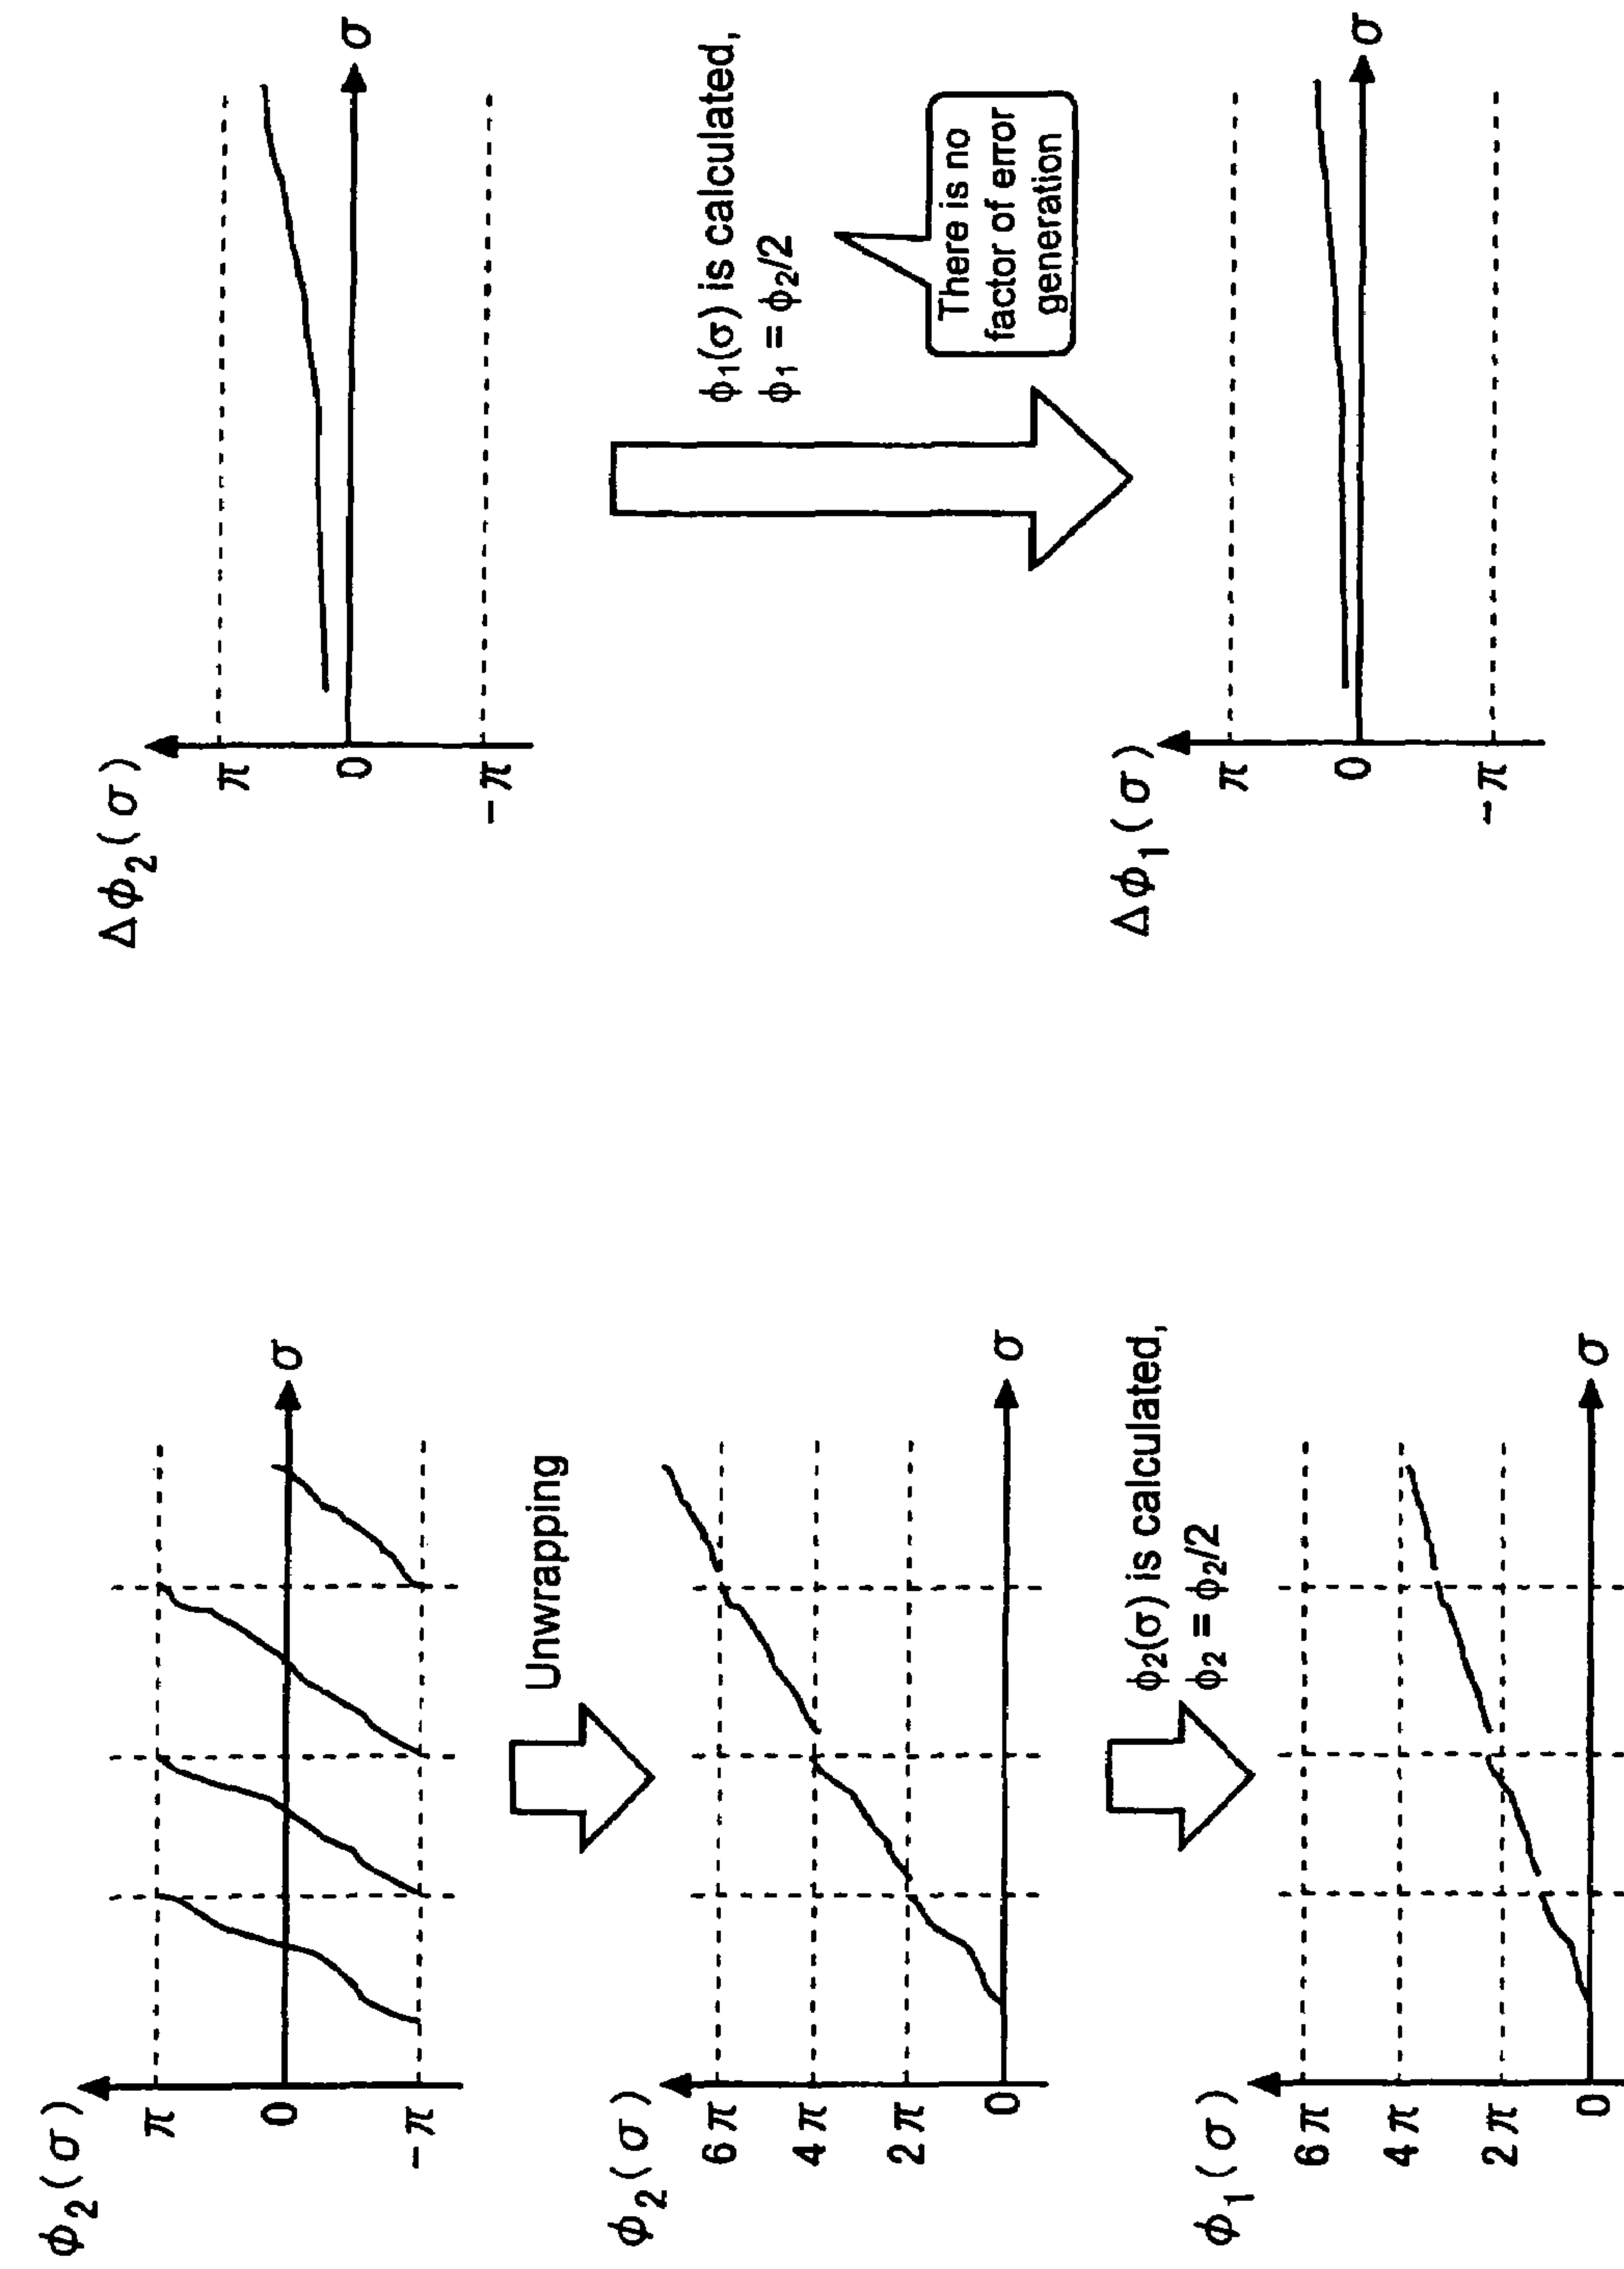 ϕ2(σ)
π
0
-π
σ
Unwrapping
ϕ2(σ)
6π
4π
2π
0
σ
ϕ2(σ) is calculated,
ϕ2 = ϕ2/2
ϕ1(σ)
6π
4π
2π
0
σ
Δϕ2(σ)
π
0
-π
σ
ϕ1(σ) is calculated,
ϕ1 = ϕ2/2
There is no
factor of error
generation
Δϕ1(σ)
π
0
-π
σ